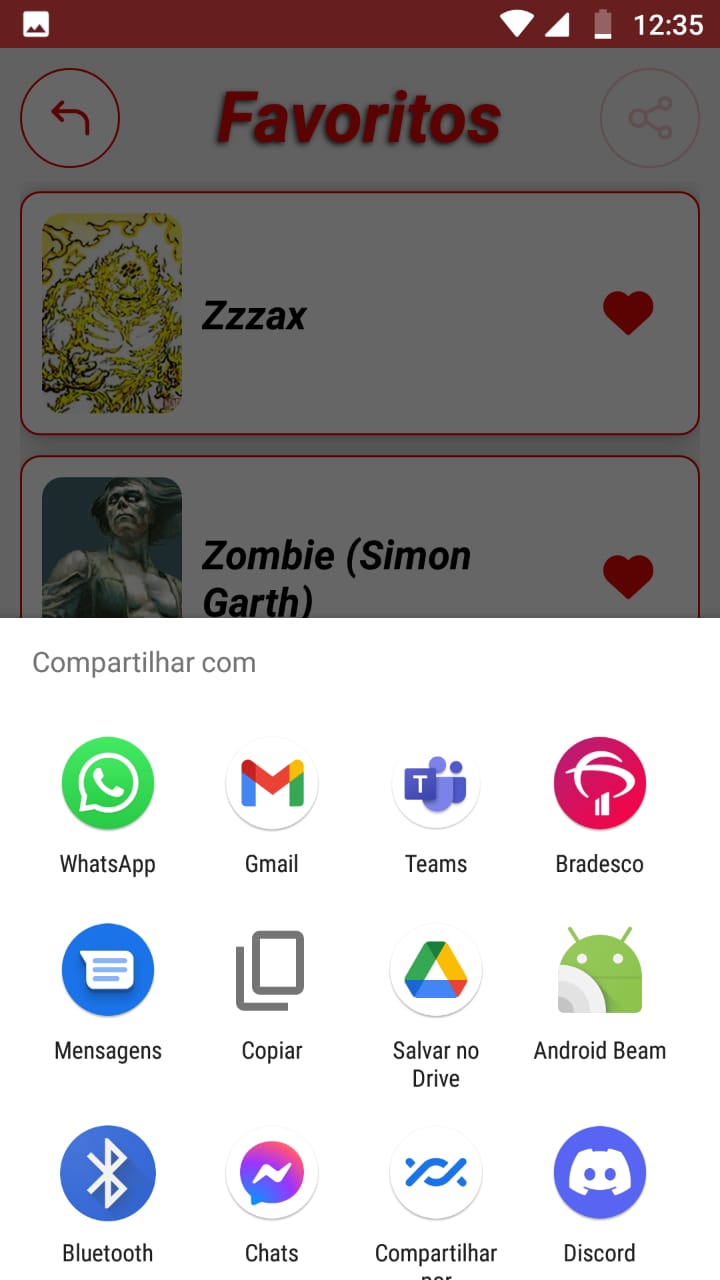 12:35
Favoritos
Zzzax
Zombie (Simon
Garth)
Compartilhar com
WhatsApp
Gmail
T
Teams
Bradesco
Mensagens
Copiar
Salvar no
Drive
Android Beam
Bluetooth
Chats
Compartilhar
por
Discord